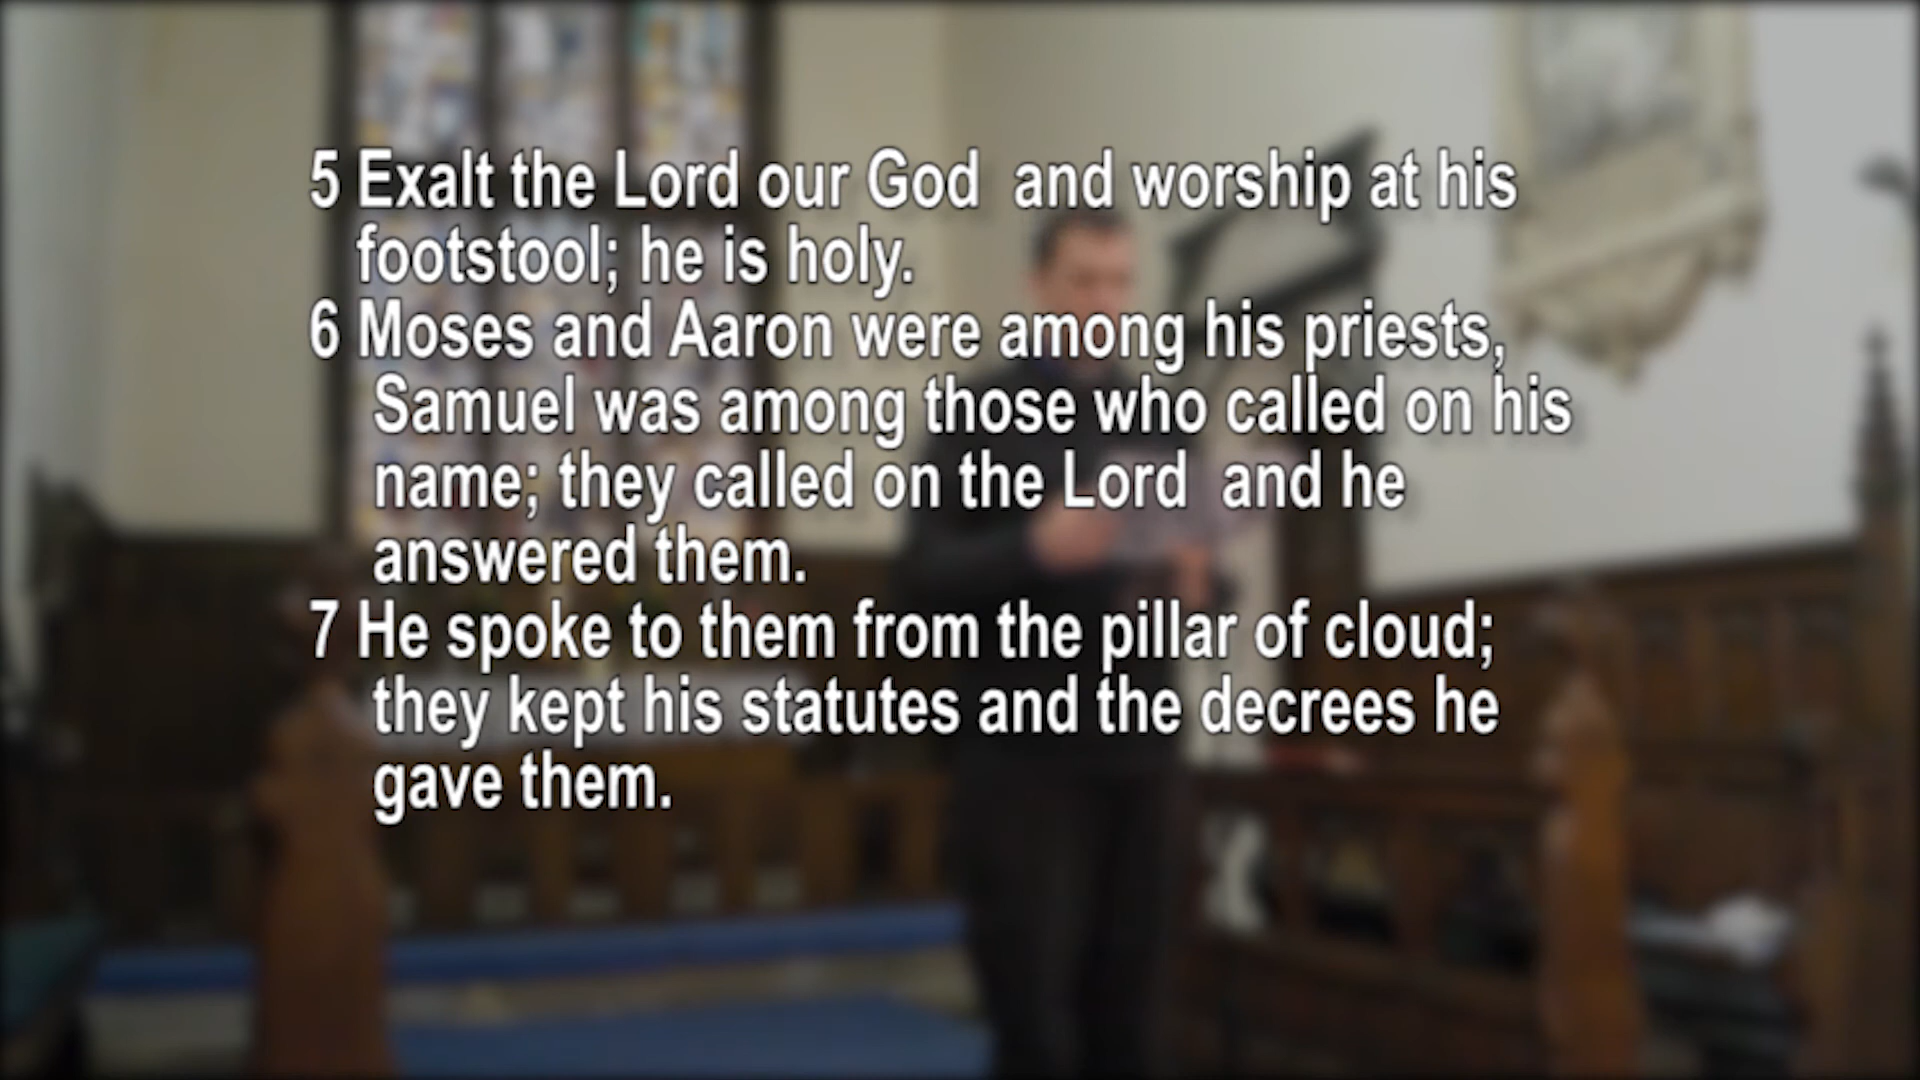 5 Exalt the Lord our God  and worship at his
footstool; he is holy.
6 Moses and Aaron were among his priests,
Samuel was among those who called on his
name; they called on the Lord  and he
answered them.
7 He spoke to them from the pillar of cloud;
they kept his statutes and the decrees he
gave them.